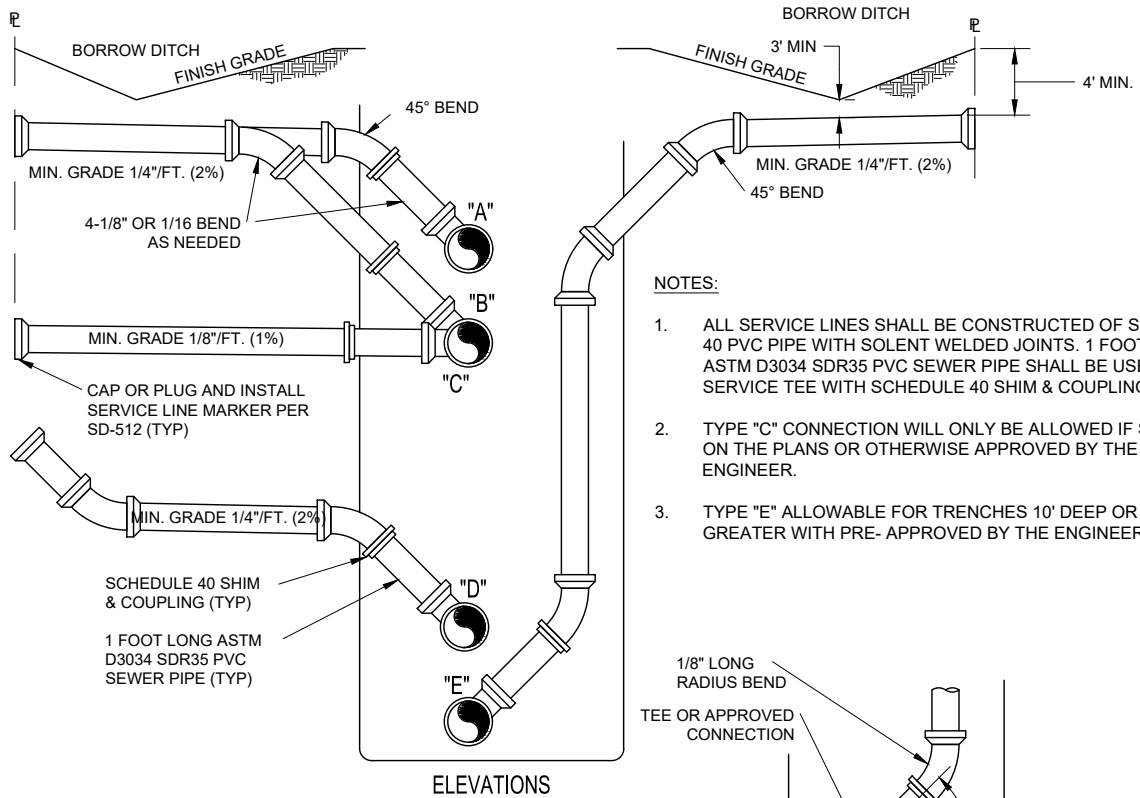 BORROW DITCH
FINISH GRADE
45° BEND
MIN. GRADE 1/4"/FT. (2%)
4-1/8" OR 1/16 BEND
AS NEEDED
"A"
"B"
MIN. GRADE 1/8"/FT. (1%)
"C"
CAP OR PLUG AND INSTALL
SERVICE LINE MARKER PER
SD-512 (TYP)
MIN. GRADE 1/4"/FT. (2%)
SCHEDULE 40 SHIM
& COUPLING (TYP)
"D"
1 FOOT LONG ASTM
D3034 SDR35 PVC
SEWER PIPE (TYP)
"E"
ELEVATIONS
BORROW DITCH
3' MIN
FINISH GRADE
4' MIN.
MIN. GRADE 1/4"/FT. (2%)
45° BEND
NOTES:
1. ALL SERVICE LINES SHALL BE CONSTRUCTED OF
40 PVC PIPE WITH SOLENT WELDED JOINTS. 1 FOOT
ASTM D3034 SDR35 PVC SEWER PIPE SHALL BE
SERVICE TEE WITH SCHEDULE 40 SHIM & COUPLING
2. TYPE "C" CONNECTION WILL ONLY BE ALLOWED IF
ON THE PLANS OR OTHERWISE APPROVED BY THE
ENGINEER.
3. TYPE "E" ALLOWABLE FOR TRENCHES 10' DEEP OR
GREATER WITH PRE- APPROVED BY THE ENGINEER
1/8" LONG
RADIUS BEND
TEE OR APPROVED
CONNECTION